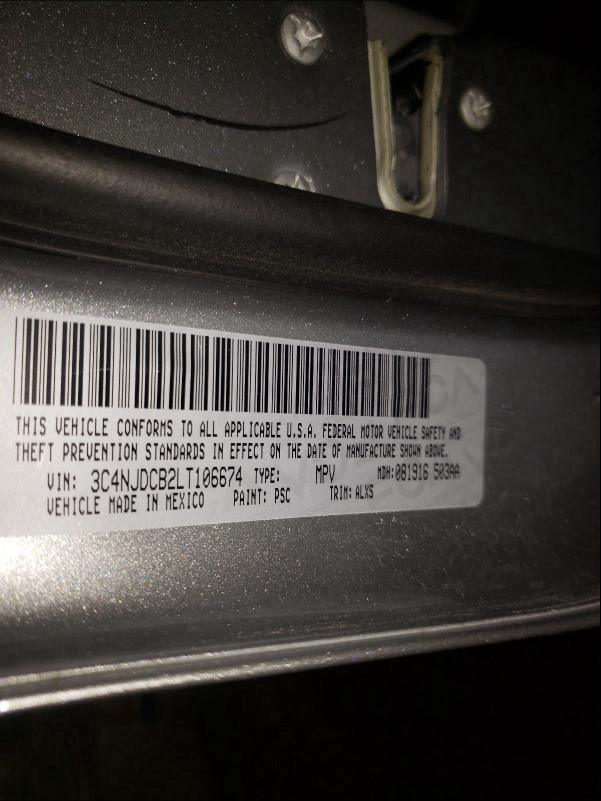 THIS VEHICLE CONFORMS TO ALL APPLICABLE U.S.A. FEDERAL MOTOR VEHICLE SAFETY AND
THEFT PREVENTION STANDARDS IN EFFECT ON THE DATE OF MANUFACTURE SHOWN ABOVE.
VIN: 3C4NJDCB2LT106674 TYPE: MPV MDH:081916 503AA
VEHICLE MADE IN MEXICO PAINT: PSC TRIM: ALXS